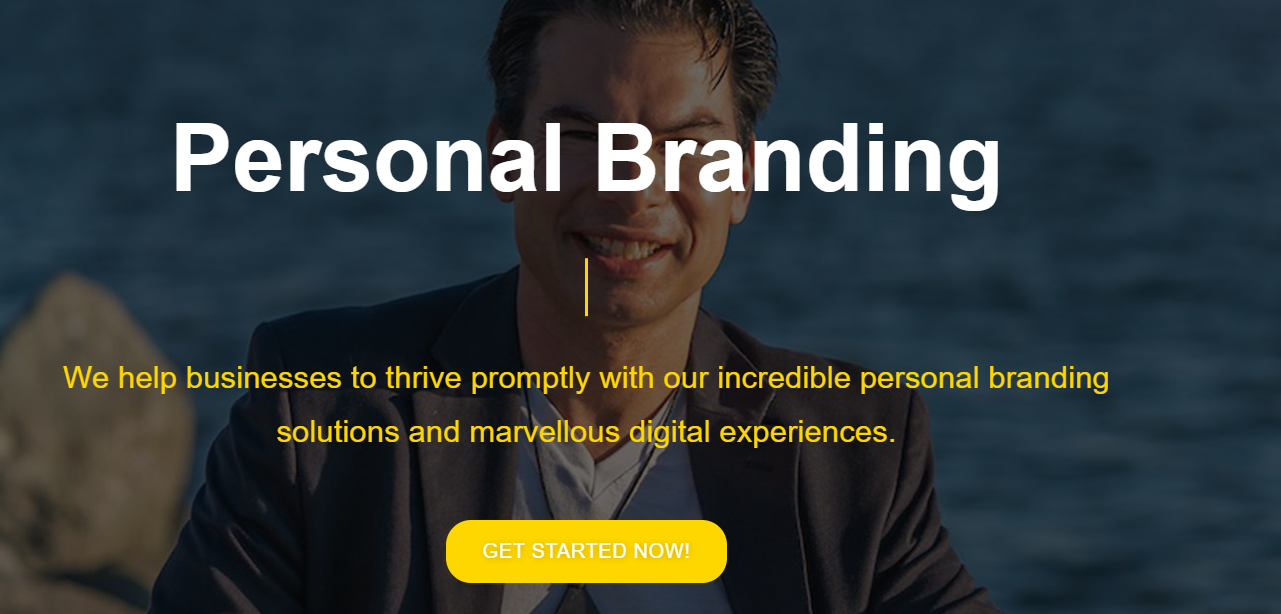 Personal Branding
We help businesses to thrive promptly with our incredible personal branding
solutions and marvellous digital experiences.
GET STARTED NOW!